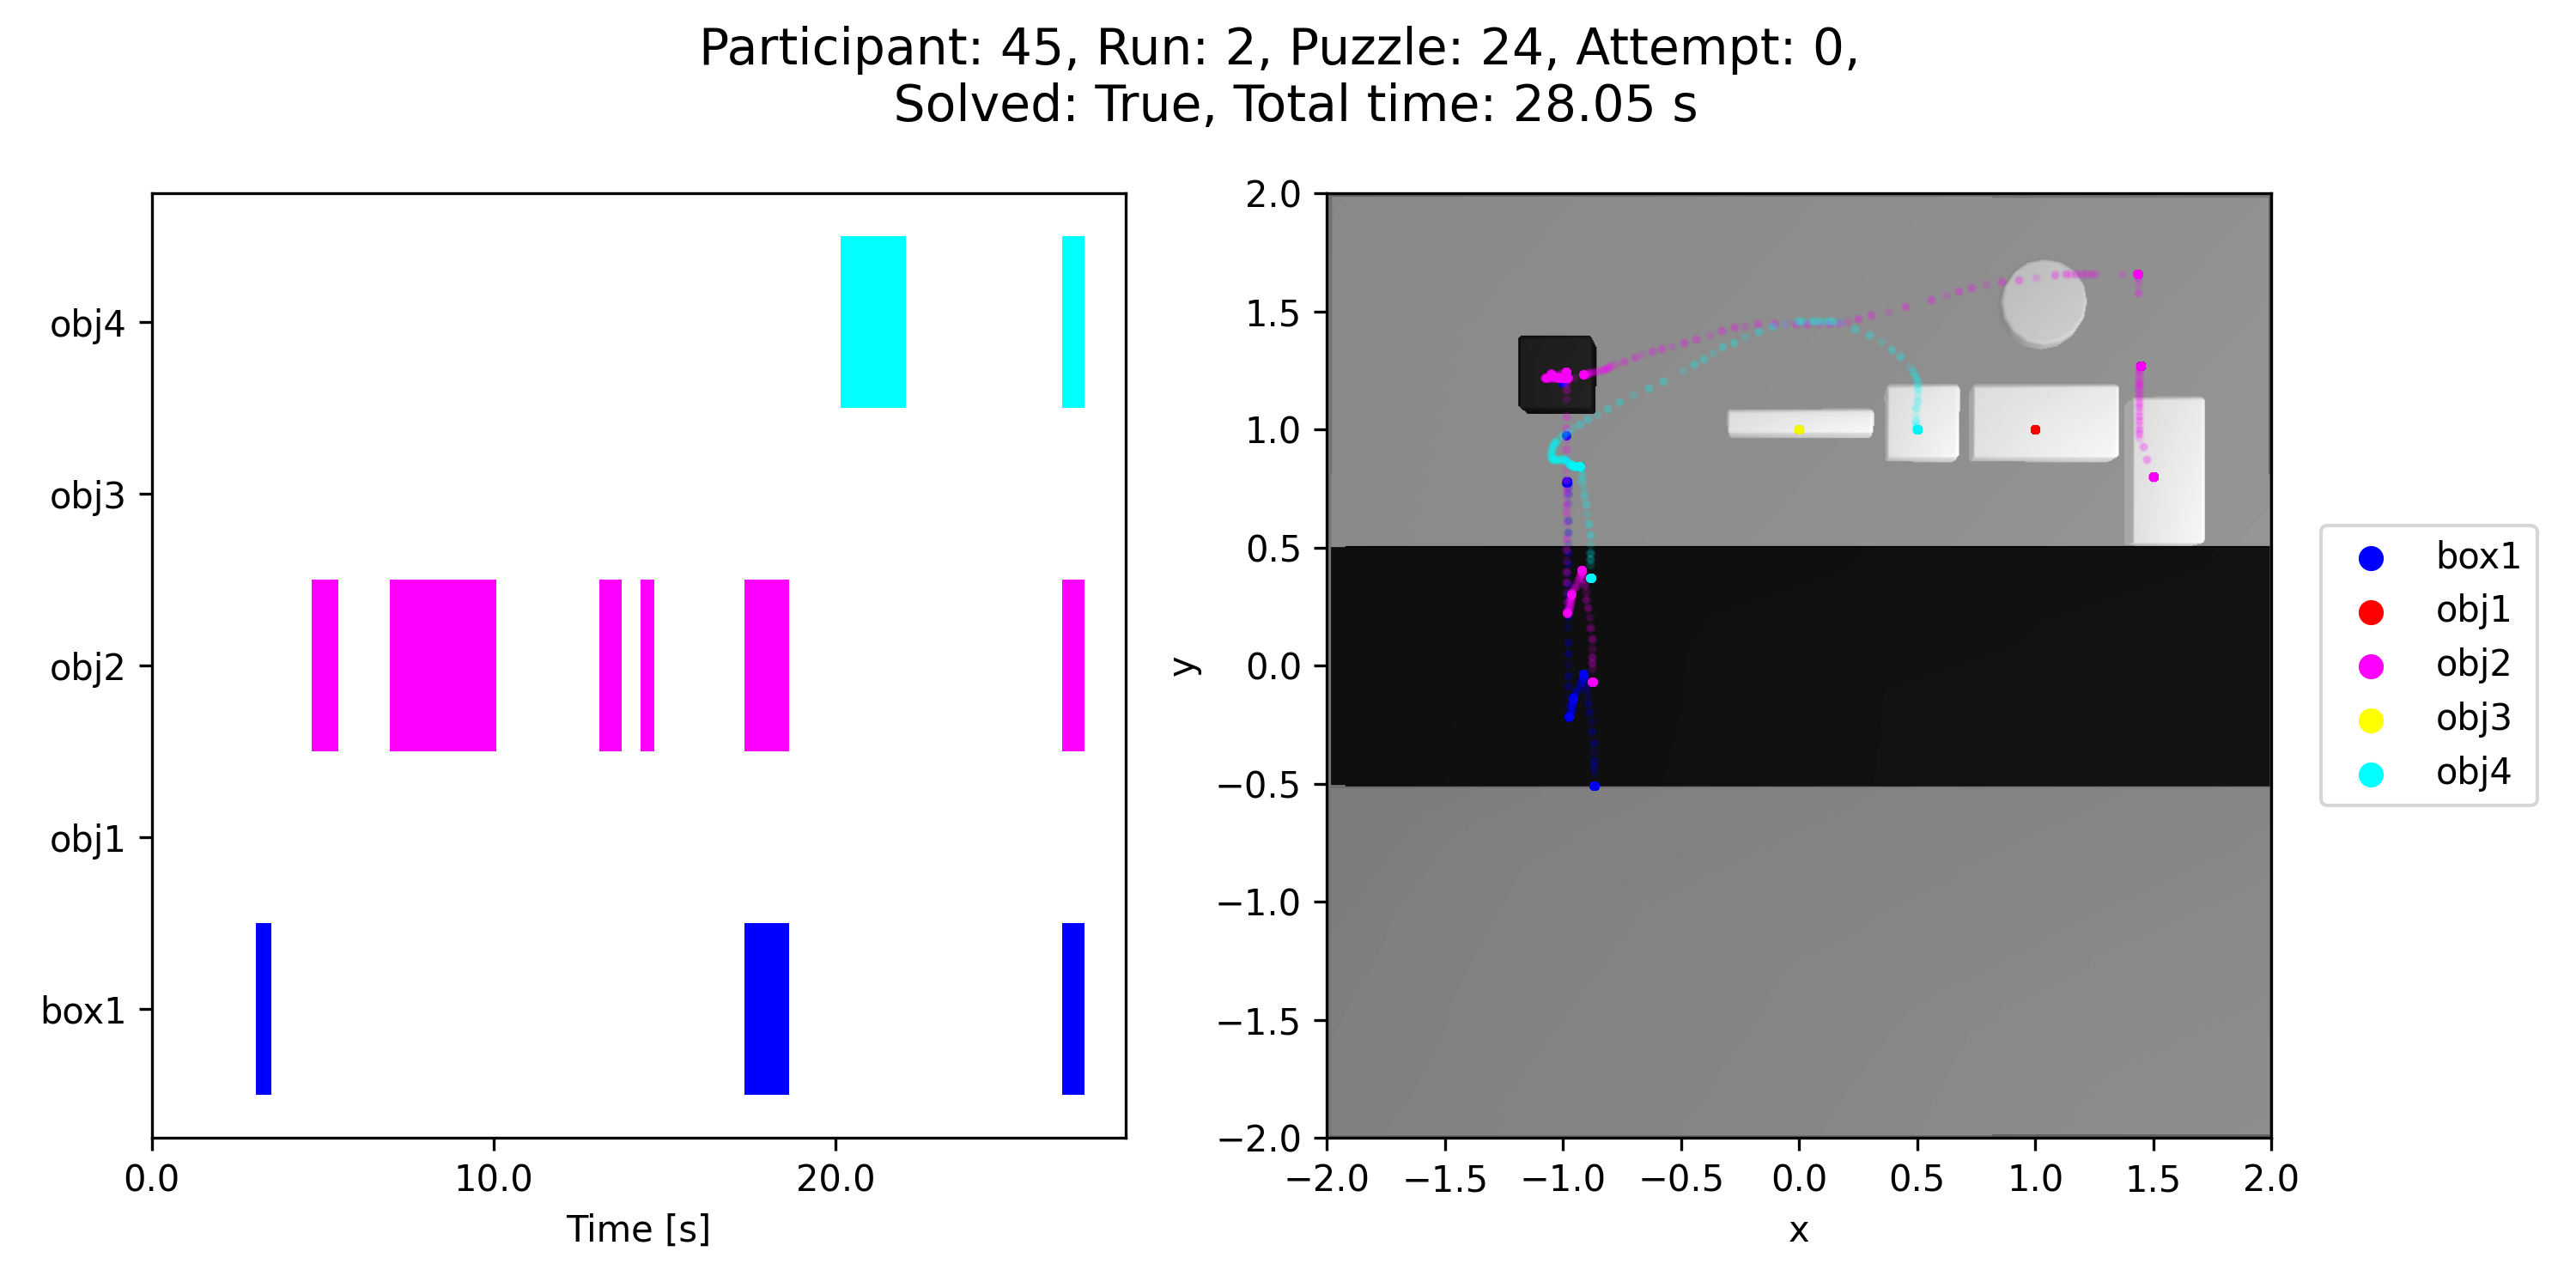 Participant: 45, Run: 2, Puzzle: 24, Attempt: 0,
Solved: True, Total time: 28.05 s
obj4
obj3
obj2
obj1
box1
0.0 10.0 20.0
Time [s]
2.0
1.5
1.0
0.5
0.0
−0.5
−1.0
−1.5
−2.0
y
−2.0 −1.5 −1.0 −0.5 0.0 0.5 1.0 1.5 2.0
x
box1
obj1
obj2
obj3
obj4